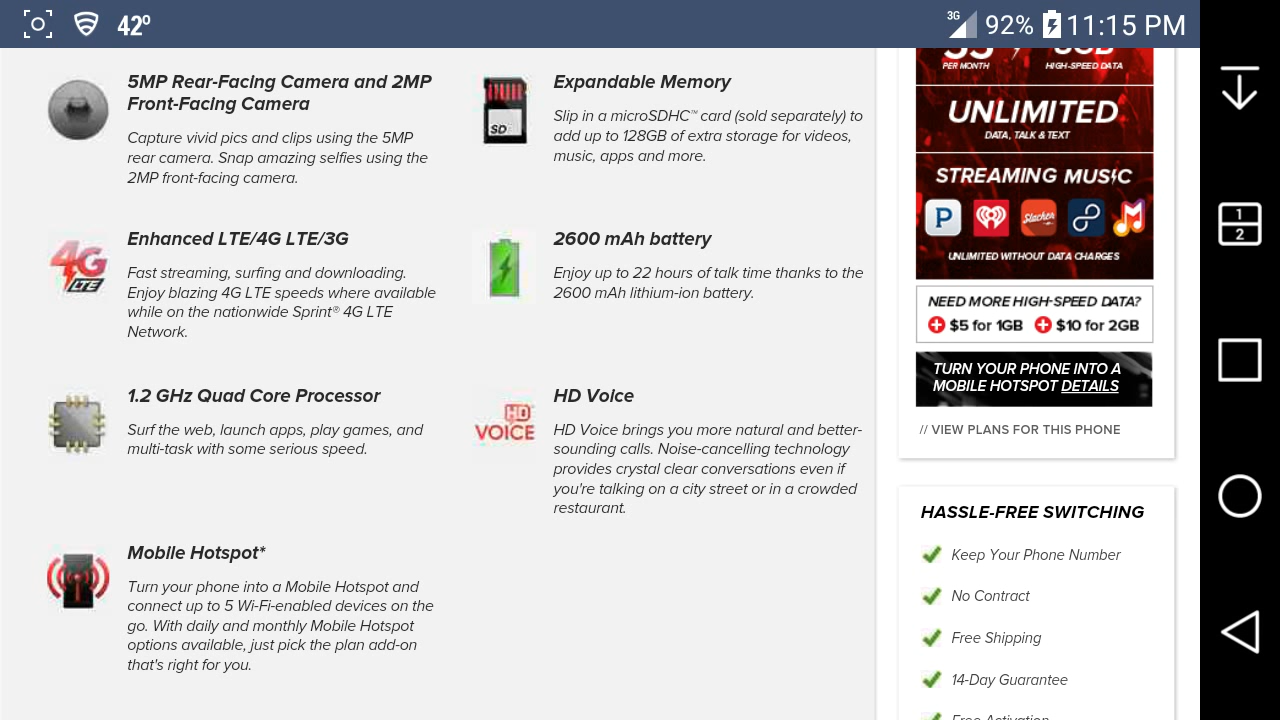 42º
3G
92%
11:15 PM
5MP Rear-Facing Camera and 2MP
Front-Facing Camera
Capture vivid pics and clips using the 5MP
rear camera. Snap amazing selfies using the
2MP front-facing camera.
SD
Expandable Memory
Slip in a microSDHC™ card (sold separately) to
add up to 128GB of extra storage for videos,
music, apps and more.
4G
LTE
Enhanced LTE/4G LTE/3G
Fast streaming, surfing and downloading.
Enjoy blazing 4G LTE speeds where available
while on the nationwide Sprint® 4G LTE
Network.
2600 mAh battery
Enjoy up to 22 hours of talk time thanks to the
2600 mAh lithium-ion battery.
1.2 GHz Quad Core Processor
Surf the web, launch apps, play games, and
multi-task with some serious speed.
HD
VOICE
HD Voice
HD Voice brings you more natural and better-
sounding calls. Noise-cancelling technology
provides crystal clear conversations even if
you're talking on a city street or in a crowded
restaurant.
Mobile Hotspot*
Turn your phone into a Mobile Hotspot and
connect up to 5 Wi-Fi-enabled devices on the
go. With daily and monthly Mobile Hotspot
options available, just pick the plan add-on
that's right for you.
PER MONTH
HIGH-SPEED DATA
UNLIMITED
DATA, TALK & TEXT
STREAMING MUSIC
P
iHeart
Slacker
UNLIMITED WITHOUT DATA CHARGES
NEED MORE HIGH-SPEED DATA?
$5 for 1GB
$10 for 2GB
TURN YOUR PHONE INTO A
MOBILE HOTSPOT DETAILS
// VIEW PLANS FOR THIS PHONE
HASSLE-FREE SWITCHING
Keep Your Phone Number
No Contract
Free Shipping
14-Day Guarantee
Free Activation
1
2